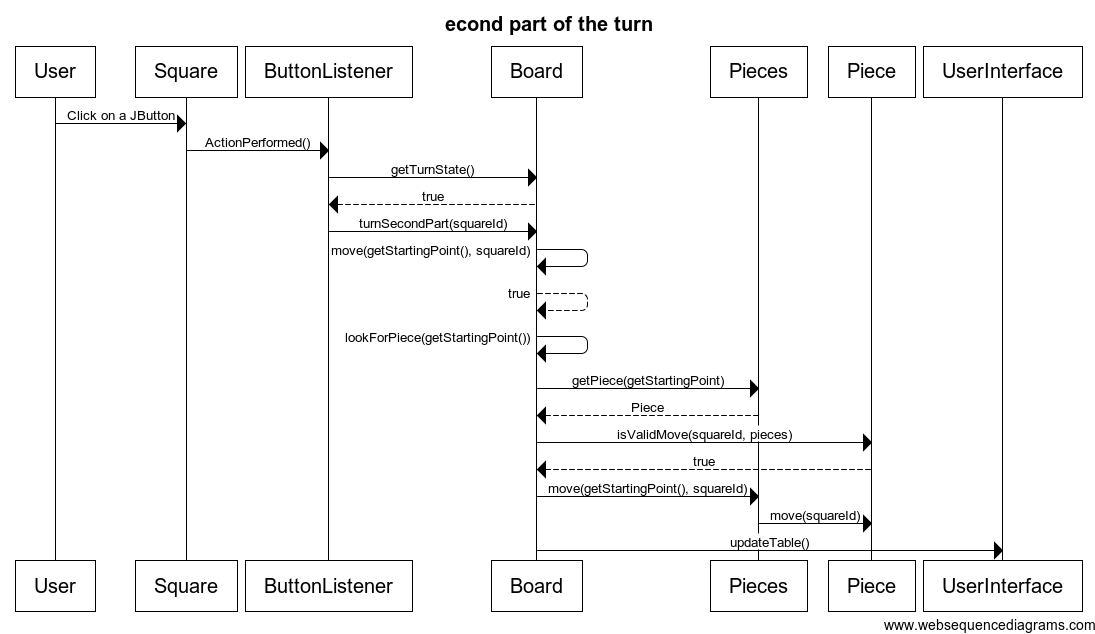 econd part of the turn
User Square ButtonListener Board Pieces Piece UserInterface
Click on a JButton
ActionPerformed()
getTurnState()
true
turnSecondPart(squareId)
move(getStartingPoint(), squareId)
true
lookForPiece(getStartingPoint())
getPiece(getStartingPoint)
Piece
isValidMove(squareId, pieces)
true
move(getStartingPoint(), squareId)
move(squareId)
updateTable()
User Square ButtonListener Board Pieces Piece UserInterface
www.websequencediagrams.com